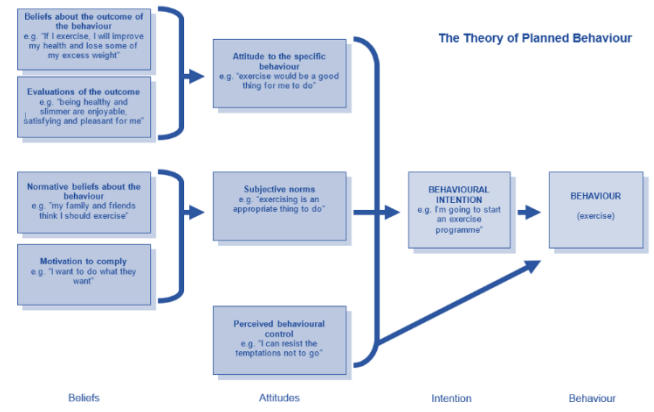 Beliefs about the outcome of
the behaviour
e.g. "If I exercise, I will improve
my health and lose some of
my excess weight"
Evaluations of the outcome
e.g. "being healthy and
slimmer are enjoyable,
satisfying and pleasant for me"
Normative beliefs about the
behaviour
e.g. "my family and friends
think I should exercise"
Motivation to comply
e.g. "I want to do what they
want"
Attitude to the specific
behaviour
e.g. "exercise would be a good
thing for me to do"
Subjective norms
e.g. "exercising is an
appropriate thing to do"
Perceived behavioural
control
e.g. "I can resist the
temptations not to go"
The Theory of Planned Behaviour
BEHAVIOURAL
INTENTION
e.g. I'm going to start
an exercise
programme"
BEHAVIOUR
(exercise)
Beliefs
Attitudes
Intention
Behaviour